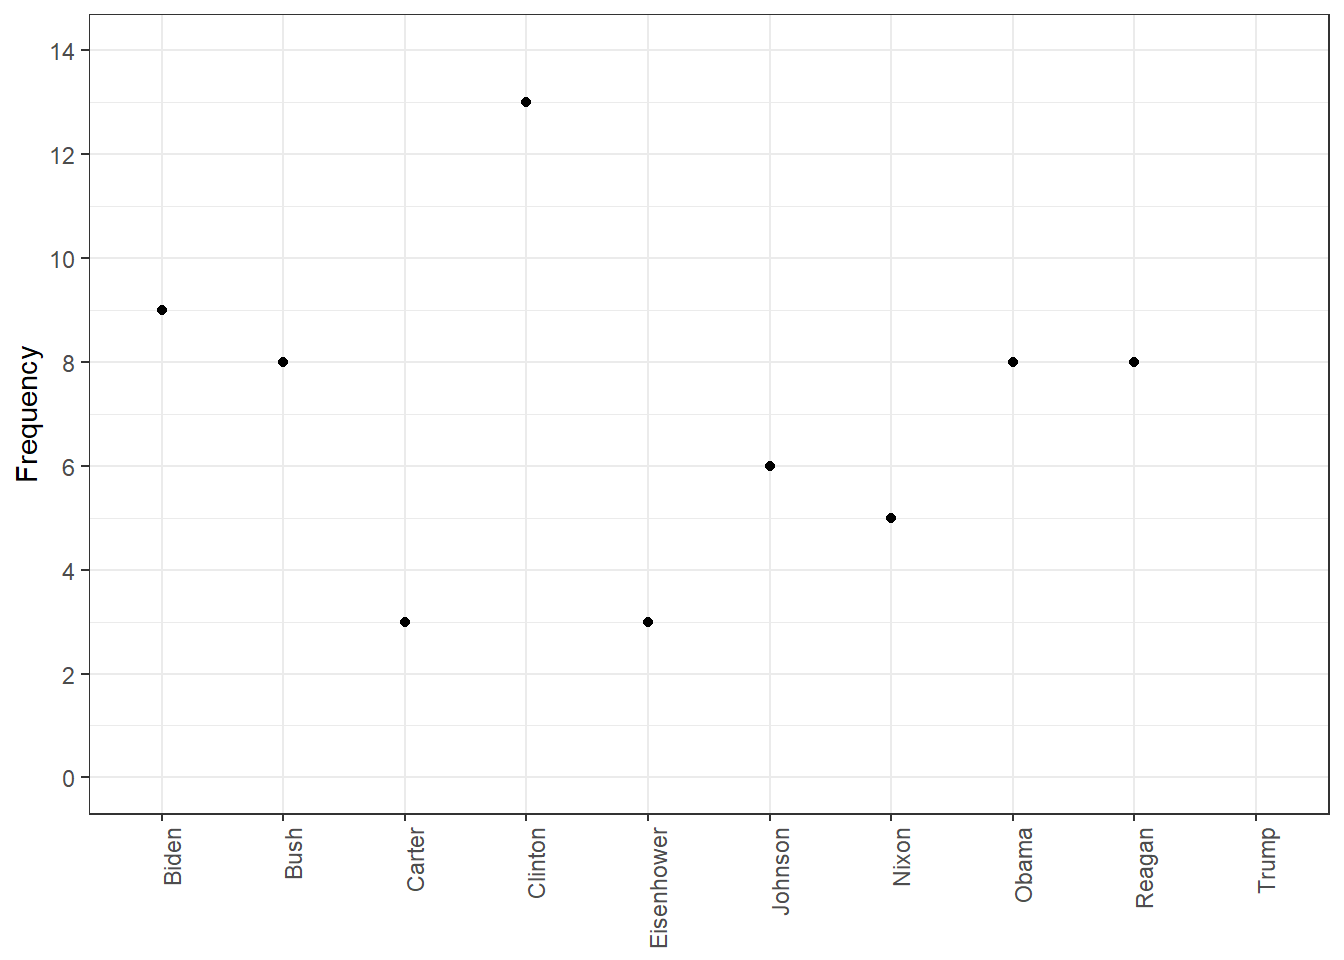 14
12
10
8
6
4
2
0
Frequency
Biden
Bush
Carter
Clinton
Eisenhower
Johnson
Nixon
Obama
Reagan
Trump